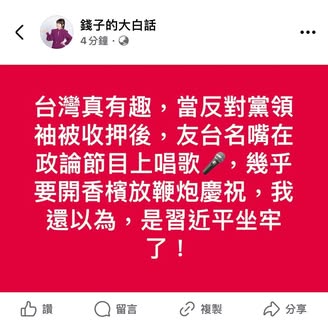 錢子的大白話
4分鐘·
台灣真有趣，當反對黨領
袖被收押後，友台名嘴在
政論節目上唱歌🎤，幾乎
要開香檳放鞭炮慶祝，我
還以為，是習近平坐牢
了！
讚 留言 複製 分享